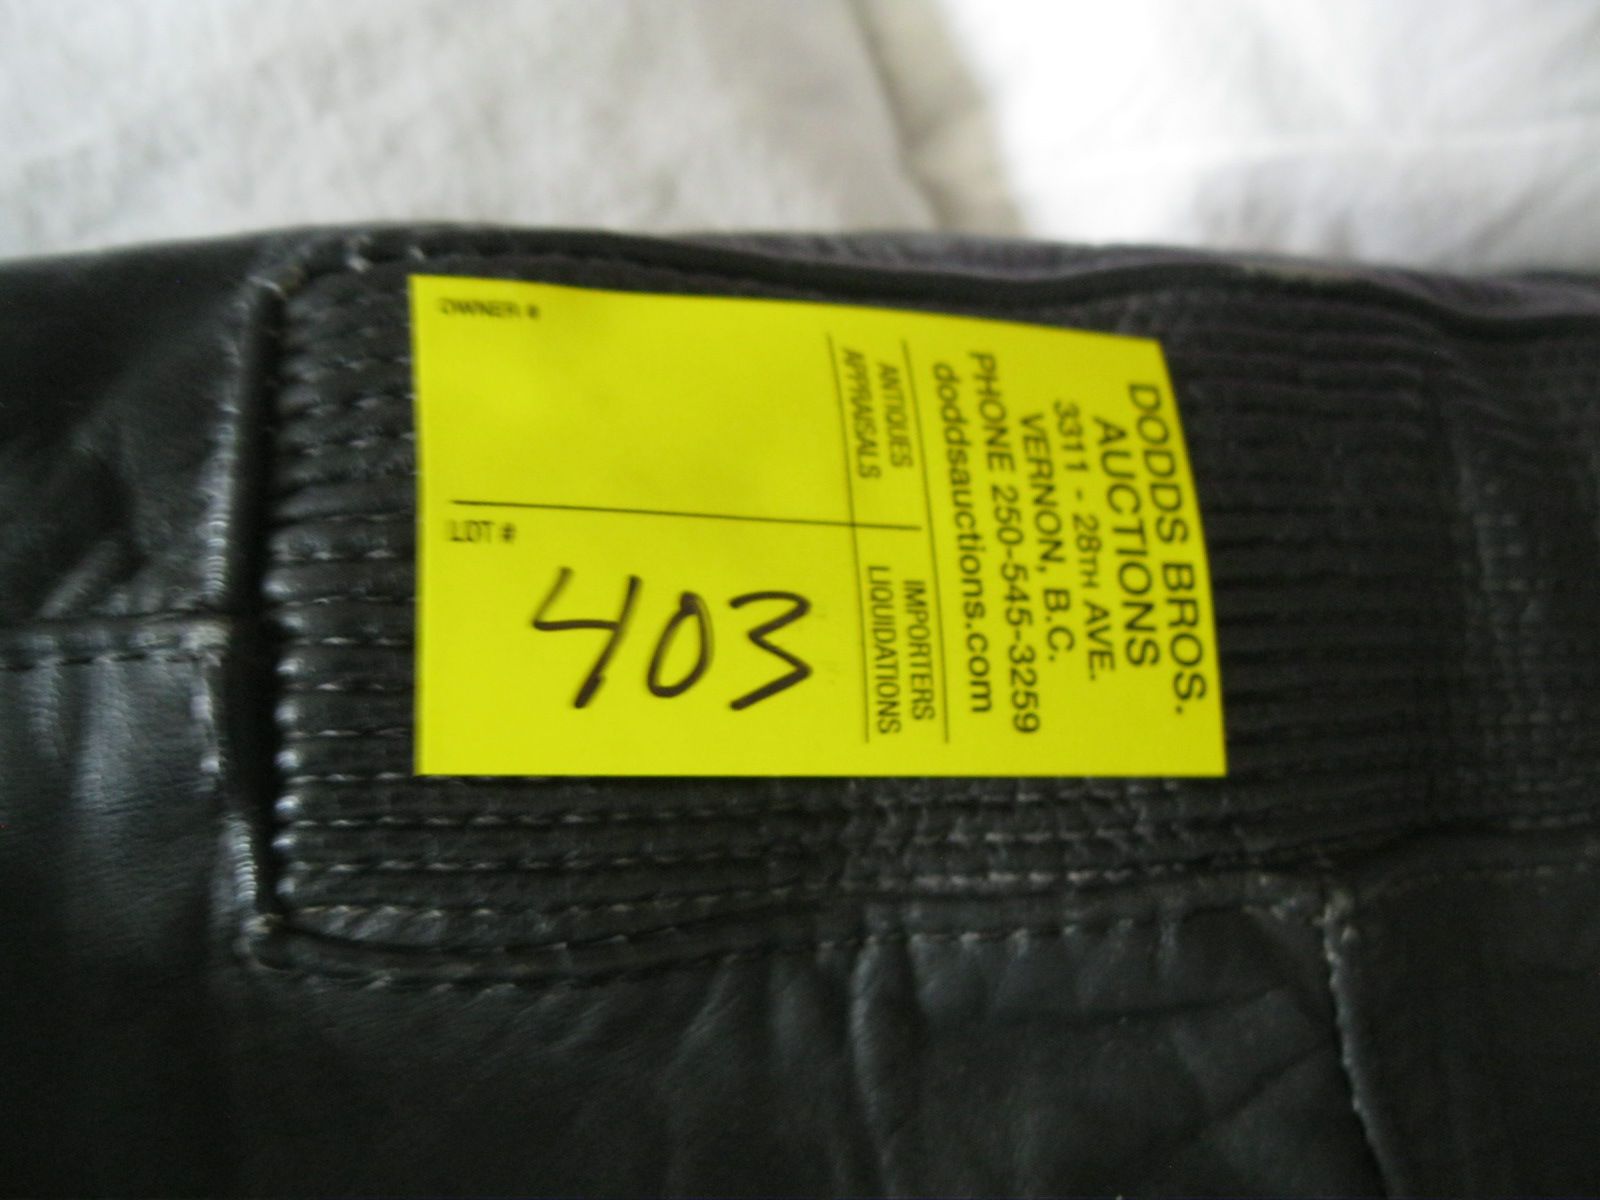 OWNER #
LOT #
403
DODDS BROS.
AUCTIONS
3311 - 28TH AVE.
VERNON, B.C.
PHONE 250-545-3259
doddsauctions.com
ANTIQUES
APPRAISALS
IMPORTERS
LIQUIDATIONS